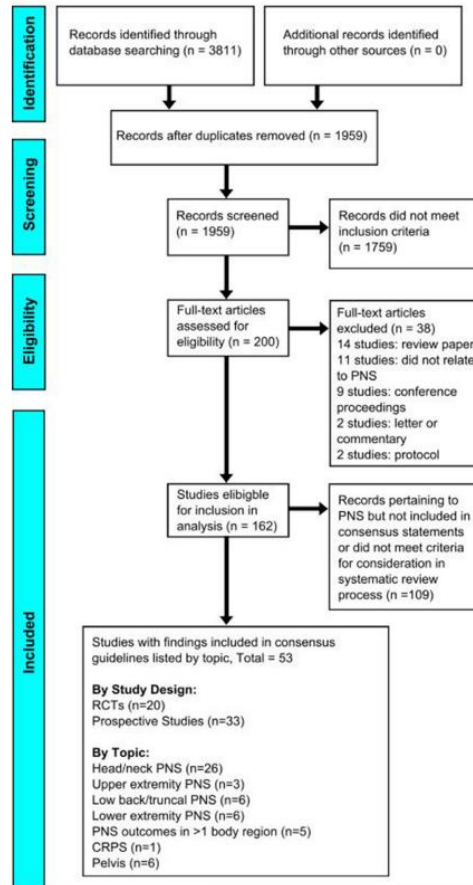 Identification
Records identified through
database searching (n = 3811)
Additional records identified
through other sources (n = 0)
Records after duplicates removed (n = 1959)
Screening
Records screened
(n = 1959)
Records did not meet
inclusion criteria
(n = 1759)
Eligibility
Full-text articles
assessed for
eligibility (n = 200)
Full-text articles
excluded (n = 38)
14 studies: review paper
11 studies: did not relate
to PNS
9 studies: conference
proceedings
2 studies: letter or
commentary
2 studies: protocol
Included
Studies elibigble
for inclusion in
analysis (n = 162)
Records pertaining to
PNS but not included in
consensus statements
or did not meet criteria
for consideration in
systematic review
process (n =109)
Studies with findings included in consensus
guidelines listed by topic, Total = 53
By Study Design:
RCTs (n=20)
Prospective Studies (n=33)
By Topic:
Head/neck PNS (n=26)
Upper extremity PNS (n=3)
Low back/truncal PNS (n=6)
Lower extremity PNS (n=6)
PNS outcomes in >1 body region (n=5)
CRPS (n=1)
Pelvis (n=6)